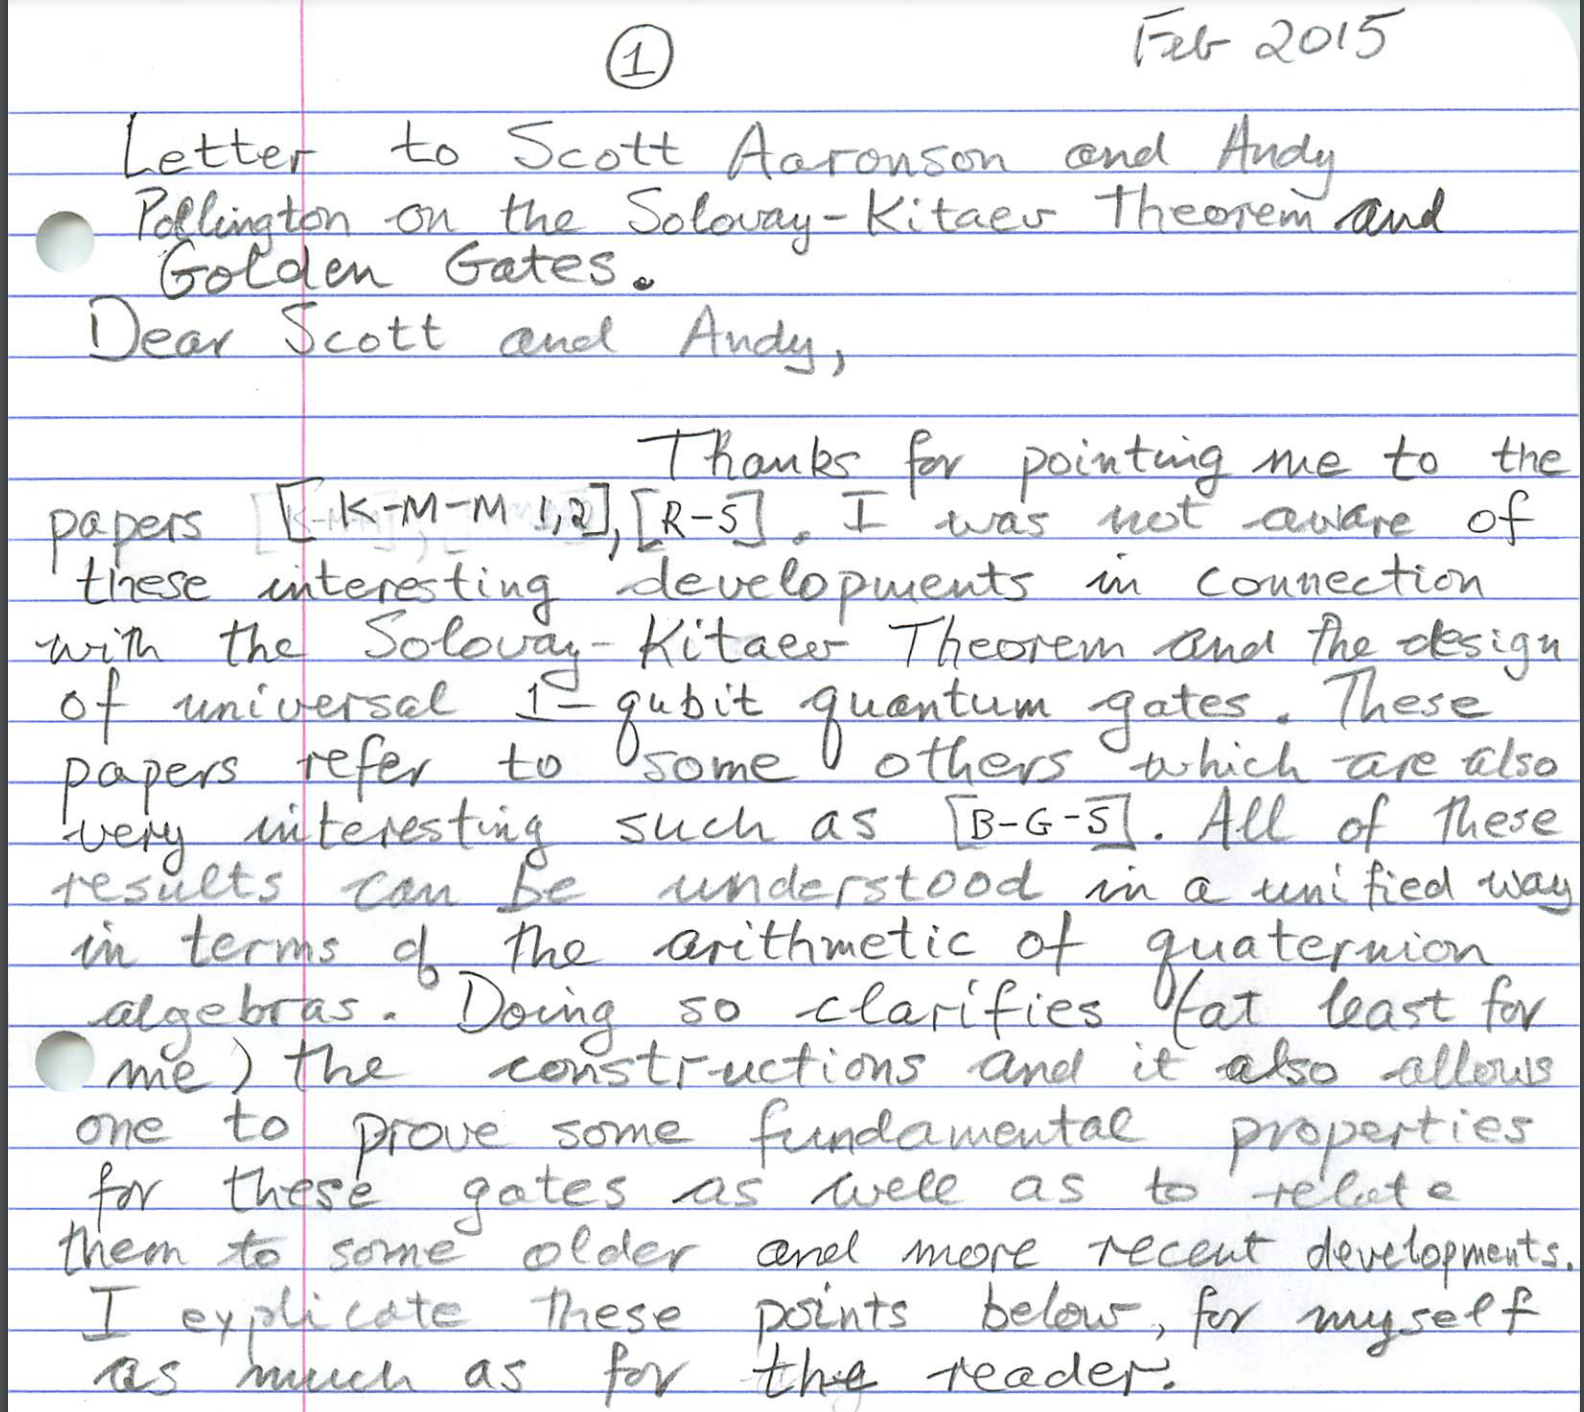 ①
Feb 2015
Letter to Scott Aaronson and Andy
Pollington on the Solovay-Kitaev Theorem and
Golden Gates.
Dear Scott and Andy,
Thanks for pointing me to the
papers [K-M-M 1,2], [R-S]. I was not aware of
these interesting developments in connection
with the Solovay-Kitaev Theorem and the design
of universal 1-qubit quantum gates. These
papers refer to some others which are also
very interesting such as [B-G-S]. All of these
results can be understood in a unified way
in terms of the arithmetic of quaternion
algebras. Doing so clarifies (at least for
me) the constructions and it also allows
one to prove some fundamental properties
for these gates as well as to relate
them to some older and more recent developments.
I explicate these points below, for myself
as much as for the reader.